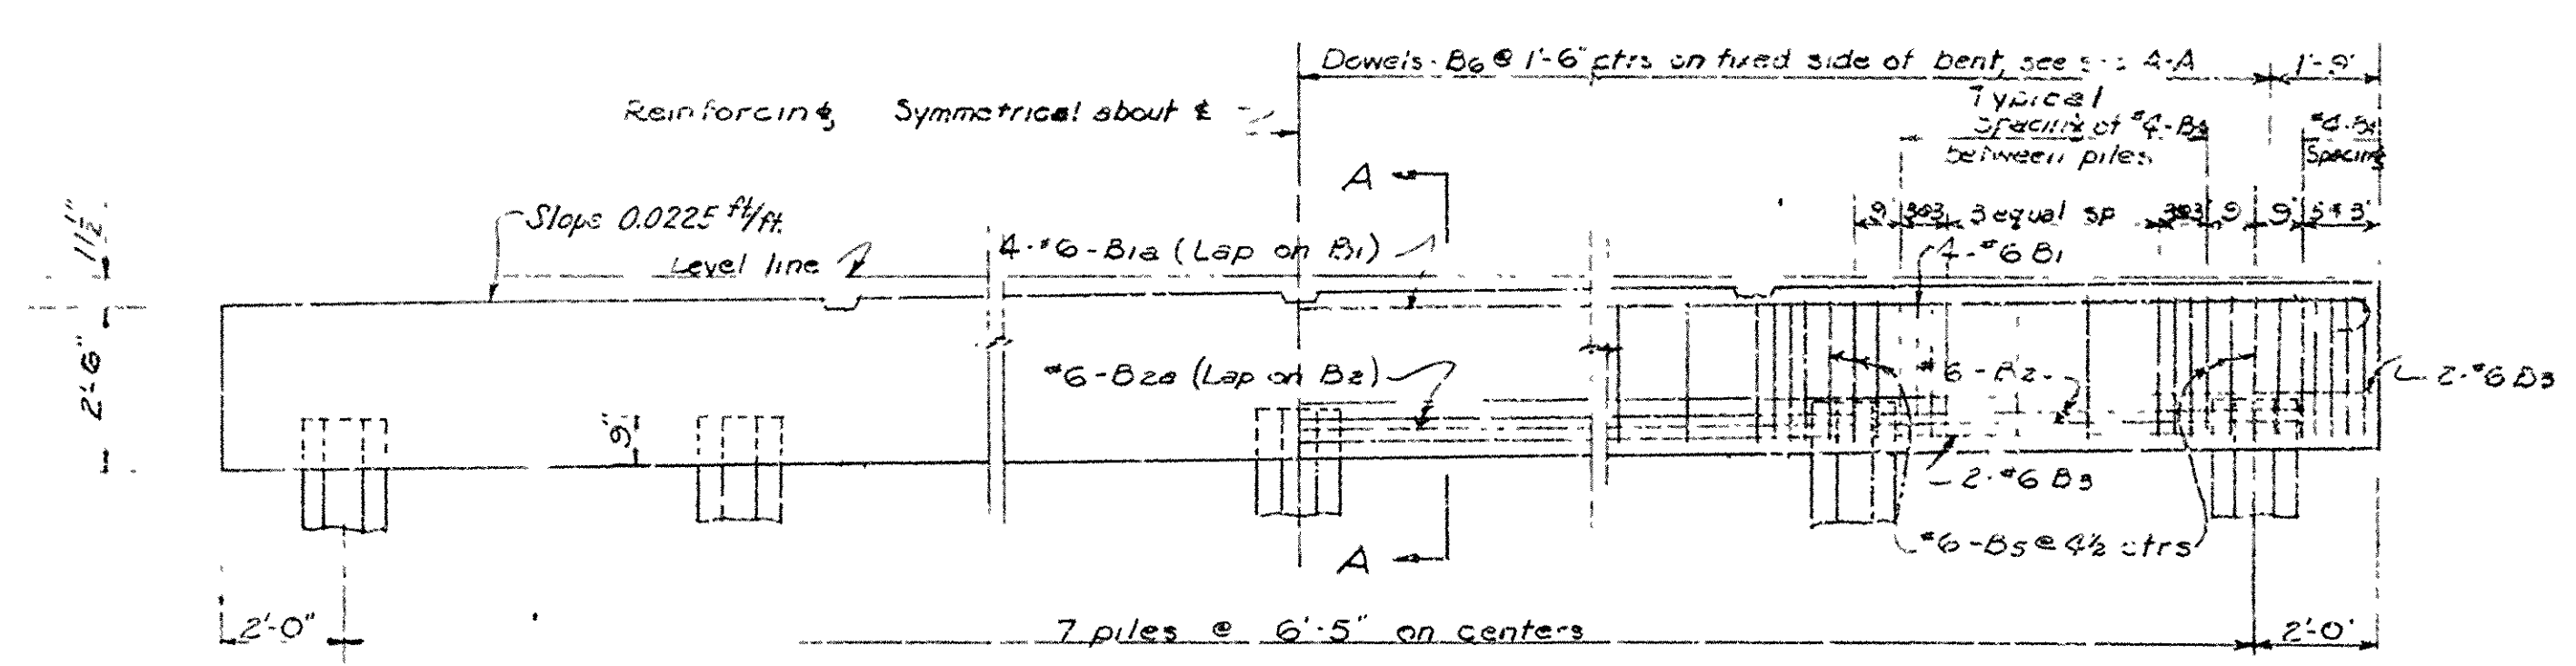 Dowels - B6 @ 1'-6" ctrs on fixed side of bent, see A-A
1'-9"
Reinforcing Symmetrical about ℄
Typical
Spacing of #4-B4
between piles
#4-B4
Spacing
A
1½"
Slope 0.0225 ft/ft.
9" 3@3" 3 equal sp 3@3" 9" 9" 5@3"
Level line
4-#6-B1a (Lap on B1)
4-#6 B1
2'-6"
#6-B2a (Lap on B2)
#6-B2
2-#6 B3
9"
2-#6 B3
#6-B5 @ 4½ ctrs
A
2'-0"
7 piles @ 6'-5" on centers
2'-0"